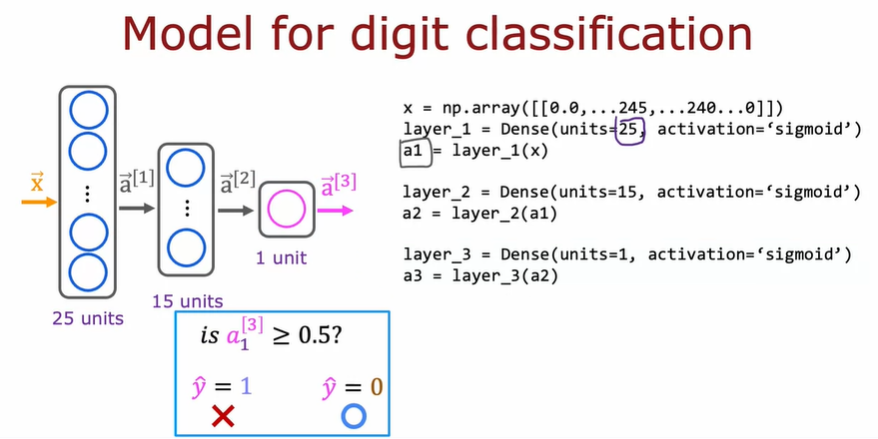 Model for digit classification
x⃗
a⃗[1]
a⃗[2]
a⃗[3]
25 units
15 units
1 unit
x = np.array([[0.0,...245,...240...0]])
layer_1 = Dense(units=25, activation=‘sigmoid’)
a1 = layer_1(x)
layer_2 = Dense(units=15, activation=‘sigmoid’)
a2 = layer_2(a1)
layer_3 = Dense(units=1, activation=‘sigmoid’)
a3 = layer_3(a2)
is a₁[3] ≥ 0.5?
ŷ = 1 ŷ = 0